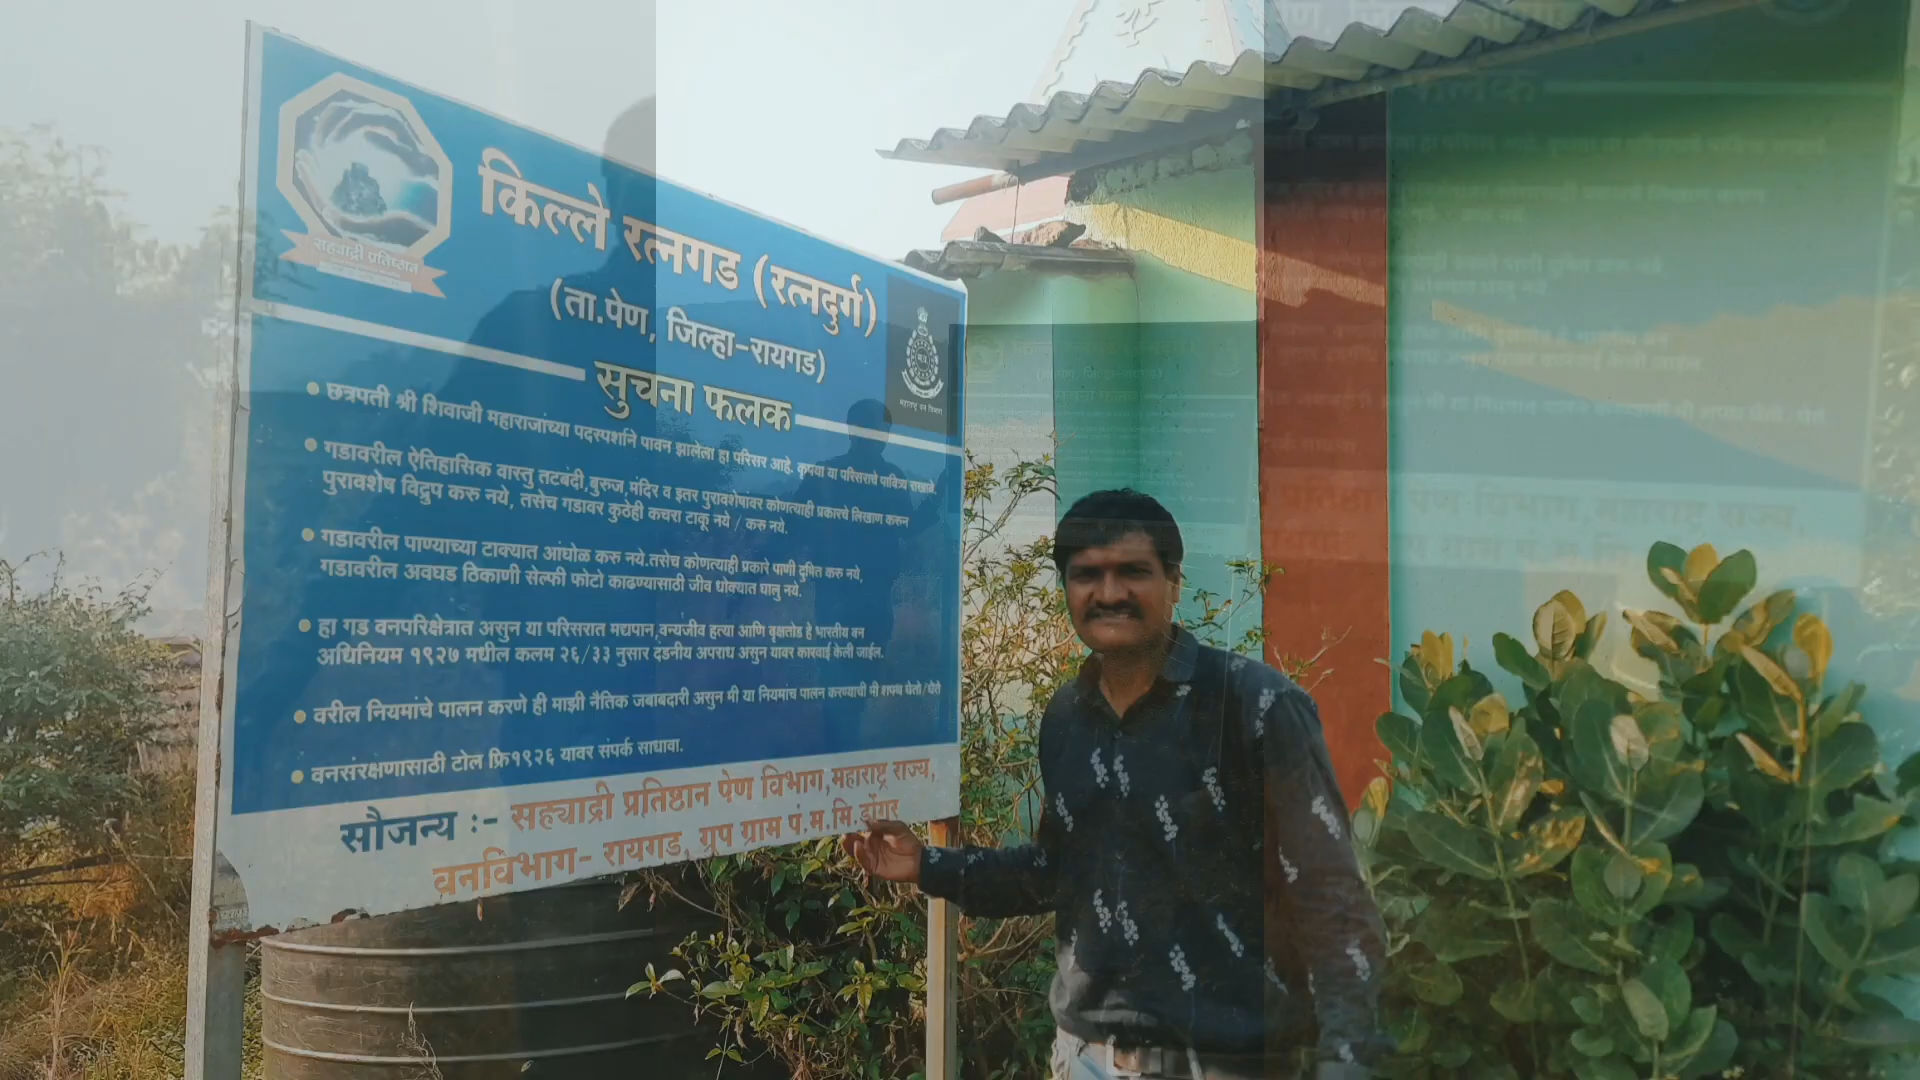 सह्याद्री प्रतिष्ठान
किल्ले रत्नगड (रत्नदुर्ग)
(ता.पेण, जिल्हा-रायगड)
सुचना फलक
महाराष्ट्र वन विभाग
छत्रपती श्री शिवाजी महाराजांच्या पदस्पर्शाने पावन झालेला हा परिसर आहे. कृपया या परिसराचे पावित्र्य राखावे.
गडावरील ऐतिहासिक वास्तु तटबंदी,बुरुज,मंदिर व इतर पुरावशेषांवर कोणत्याही प्रकारचे लिखाण करुन
पुरावशेष विद्रुप करु नये, तसेच गडावर कुठेही कचरा टाकू नये / करु नये.
गडावरील पाण्याच्या टाक्यात आंघोळ करु नये.तसेच कोणत्याही प्रकारे पाणी दुषित करु नये,
गडावरील अवघड ठिकाणी सेल्फी फोटो काढण्यासाठी जीव धोक्यात घालु नये.
हा गड वनपरिक्षेत्रात असुन या परिसरात मद्यपान,वन्यजीव हत्या आणि वृक्षतोड हे भारतीय वन
अधिनियम १९२७ मधील कलम २६/३३ नुसार दंडनीय अपराध असुन यावर कारवाई केली जाईल.
वरील नियमांचे पालन करणे ही माझी नैतिक जबाबदारी असुन मी या नियमांच पालन करण्याची मी शपथ घेतो/घेते
वनसंरक्षणासाठी टोल फ्रि१९२६ यावर संपर्क साधावा.
सौजन्य :- सह्याद्री प्रतिष्ठान पेण विभाग,महाराष्ट्र राज्य,
वनविभाग- रायगड, ग्रुप ग्राम पं.म.मि.डोंगर